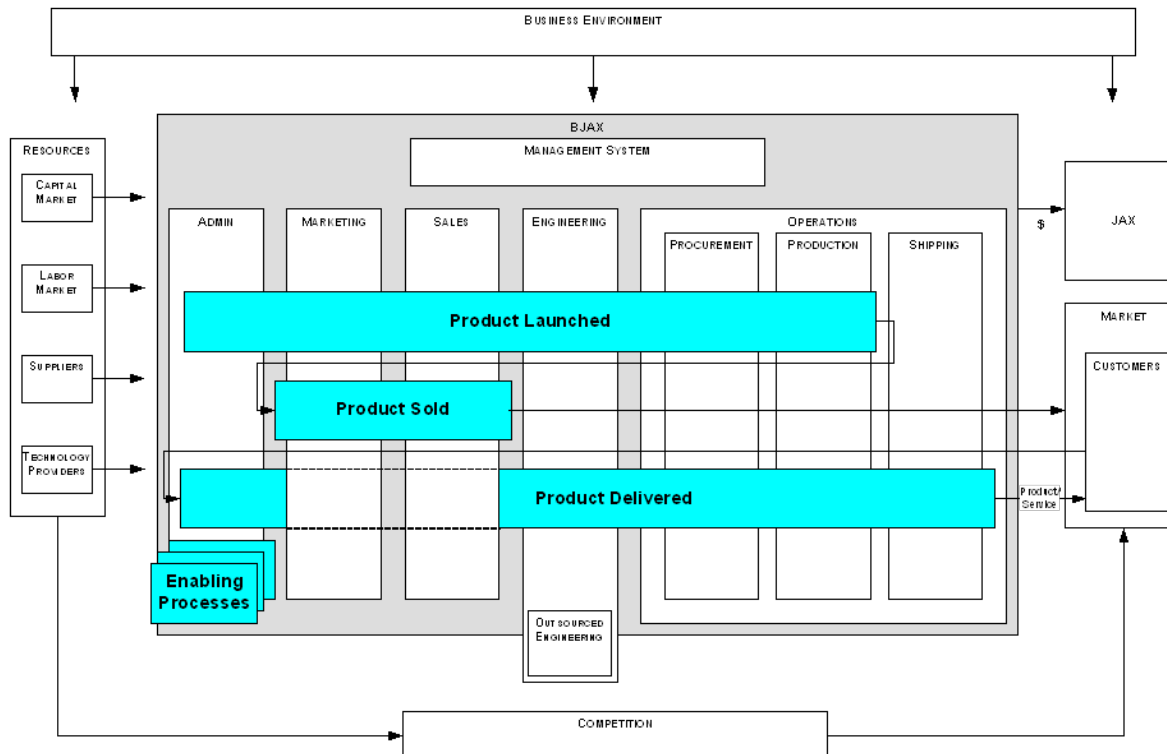 BUSINESS ENVIRONMENT
BJAX
MANAGEMENT SYSTEM
RESOURCES
CAPITAL
MARKET
LABOR
MARKET
SUPPLIERS
TECHNOLOGY
PROVIDERS
ADMIN
MARKETING
SALES
ENGINEERING
OPERATIONS
PROCUREMENT
PRODUCTION
SHIPPING
$
JAX
MARKET
CUSTOMERS
Product Launched
Product Sold
Product Delivered
Product/
Service
Enabling
Processes
OUTSOURCED
ENGINEERING
COMPETITION